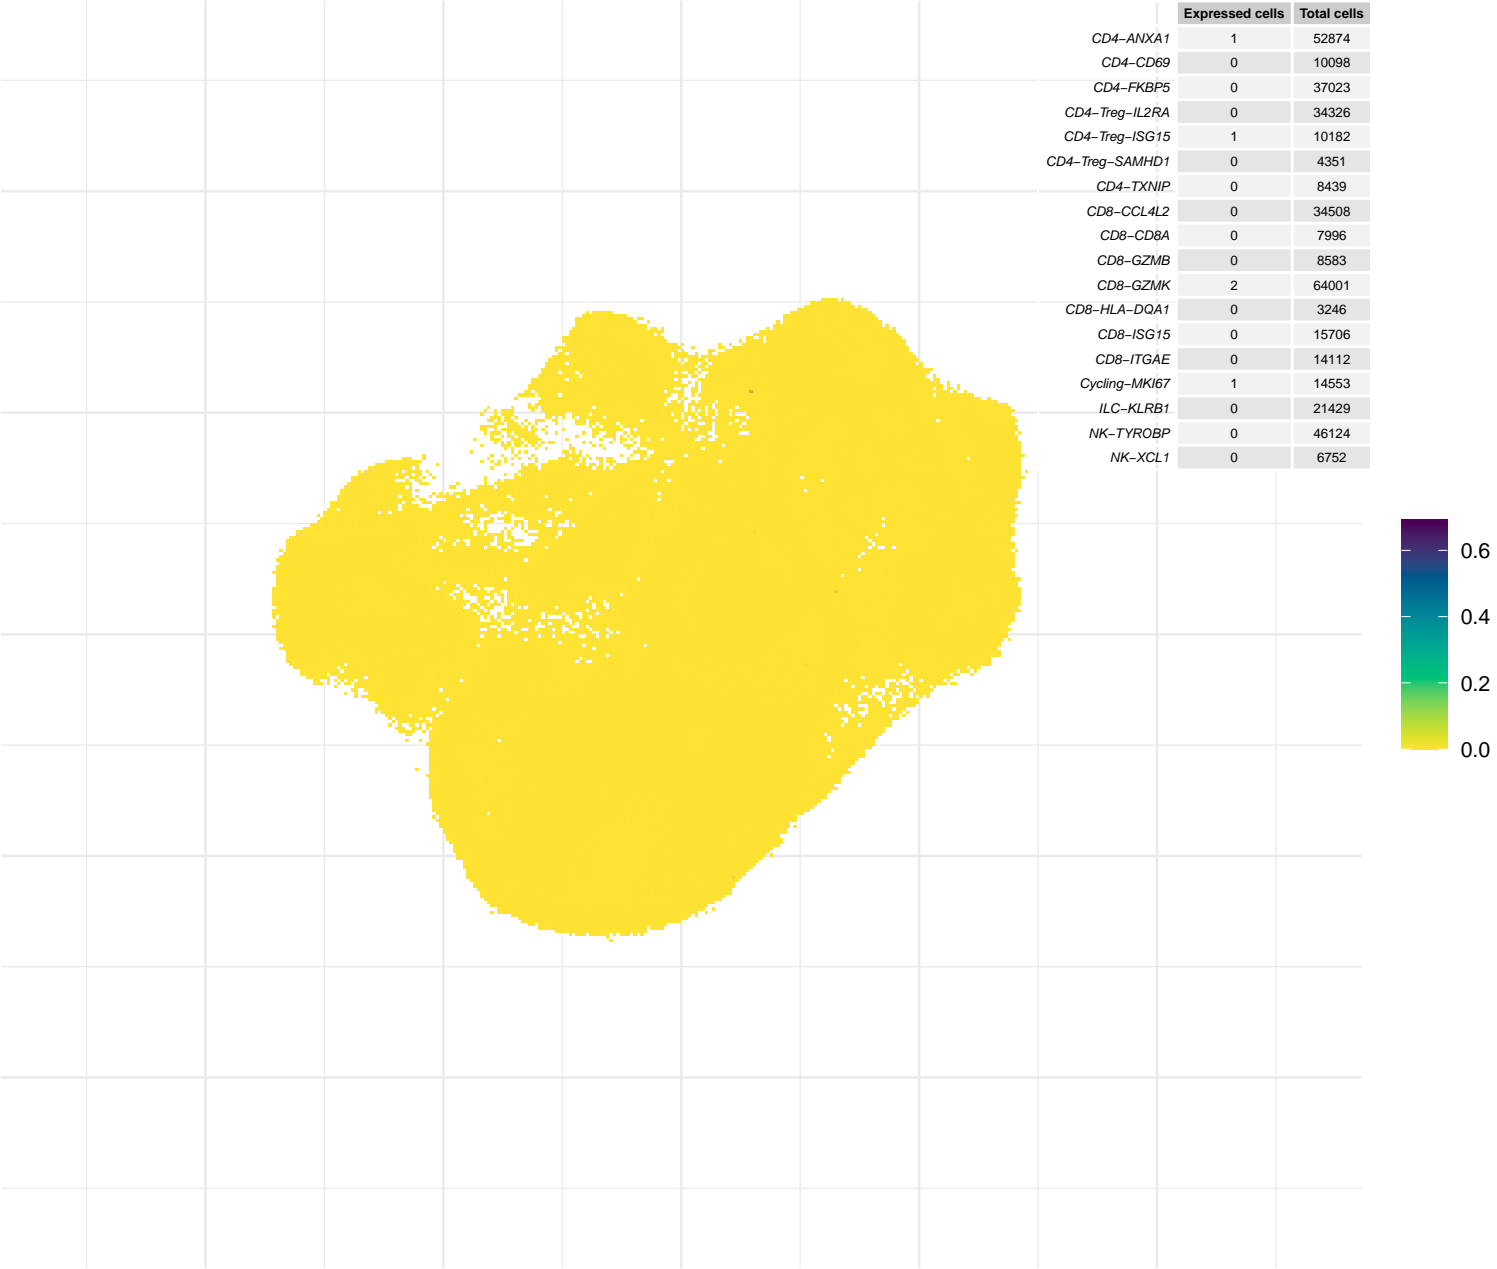 Expressed cells Total cells
CD4−ANXA1 1 52874
CD4−CD69 0 10098
CD4−FKBP5 0 37023
CD4−Treg−IL2RA 0 34326
CD4−Treg−ISG15 1 10182
CD4−Treg−SAMHD1 0 4351
CD4−TXNIP 0 8439
CD8−CCL4L2 0 34508
CD8−CD8A 0 7996
CD8−GZMB 0 8583
CD8−GZMK 2 64001
CD8−HLA−DQA1 0 3246
CD8−ISG15 0 15706
CD8−ITGAE 0 14112
Cycling−MKI67 1 14553
ILC−KLRB1 0 21429
NK−TYROBP 0 46124
NK−XCL1 0 6752
0.6
0.4
0.2
0.0